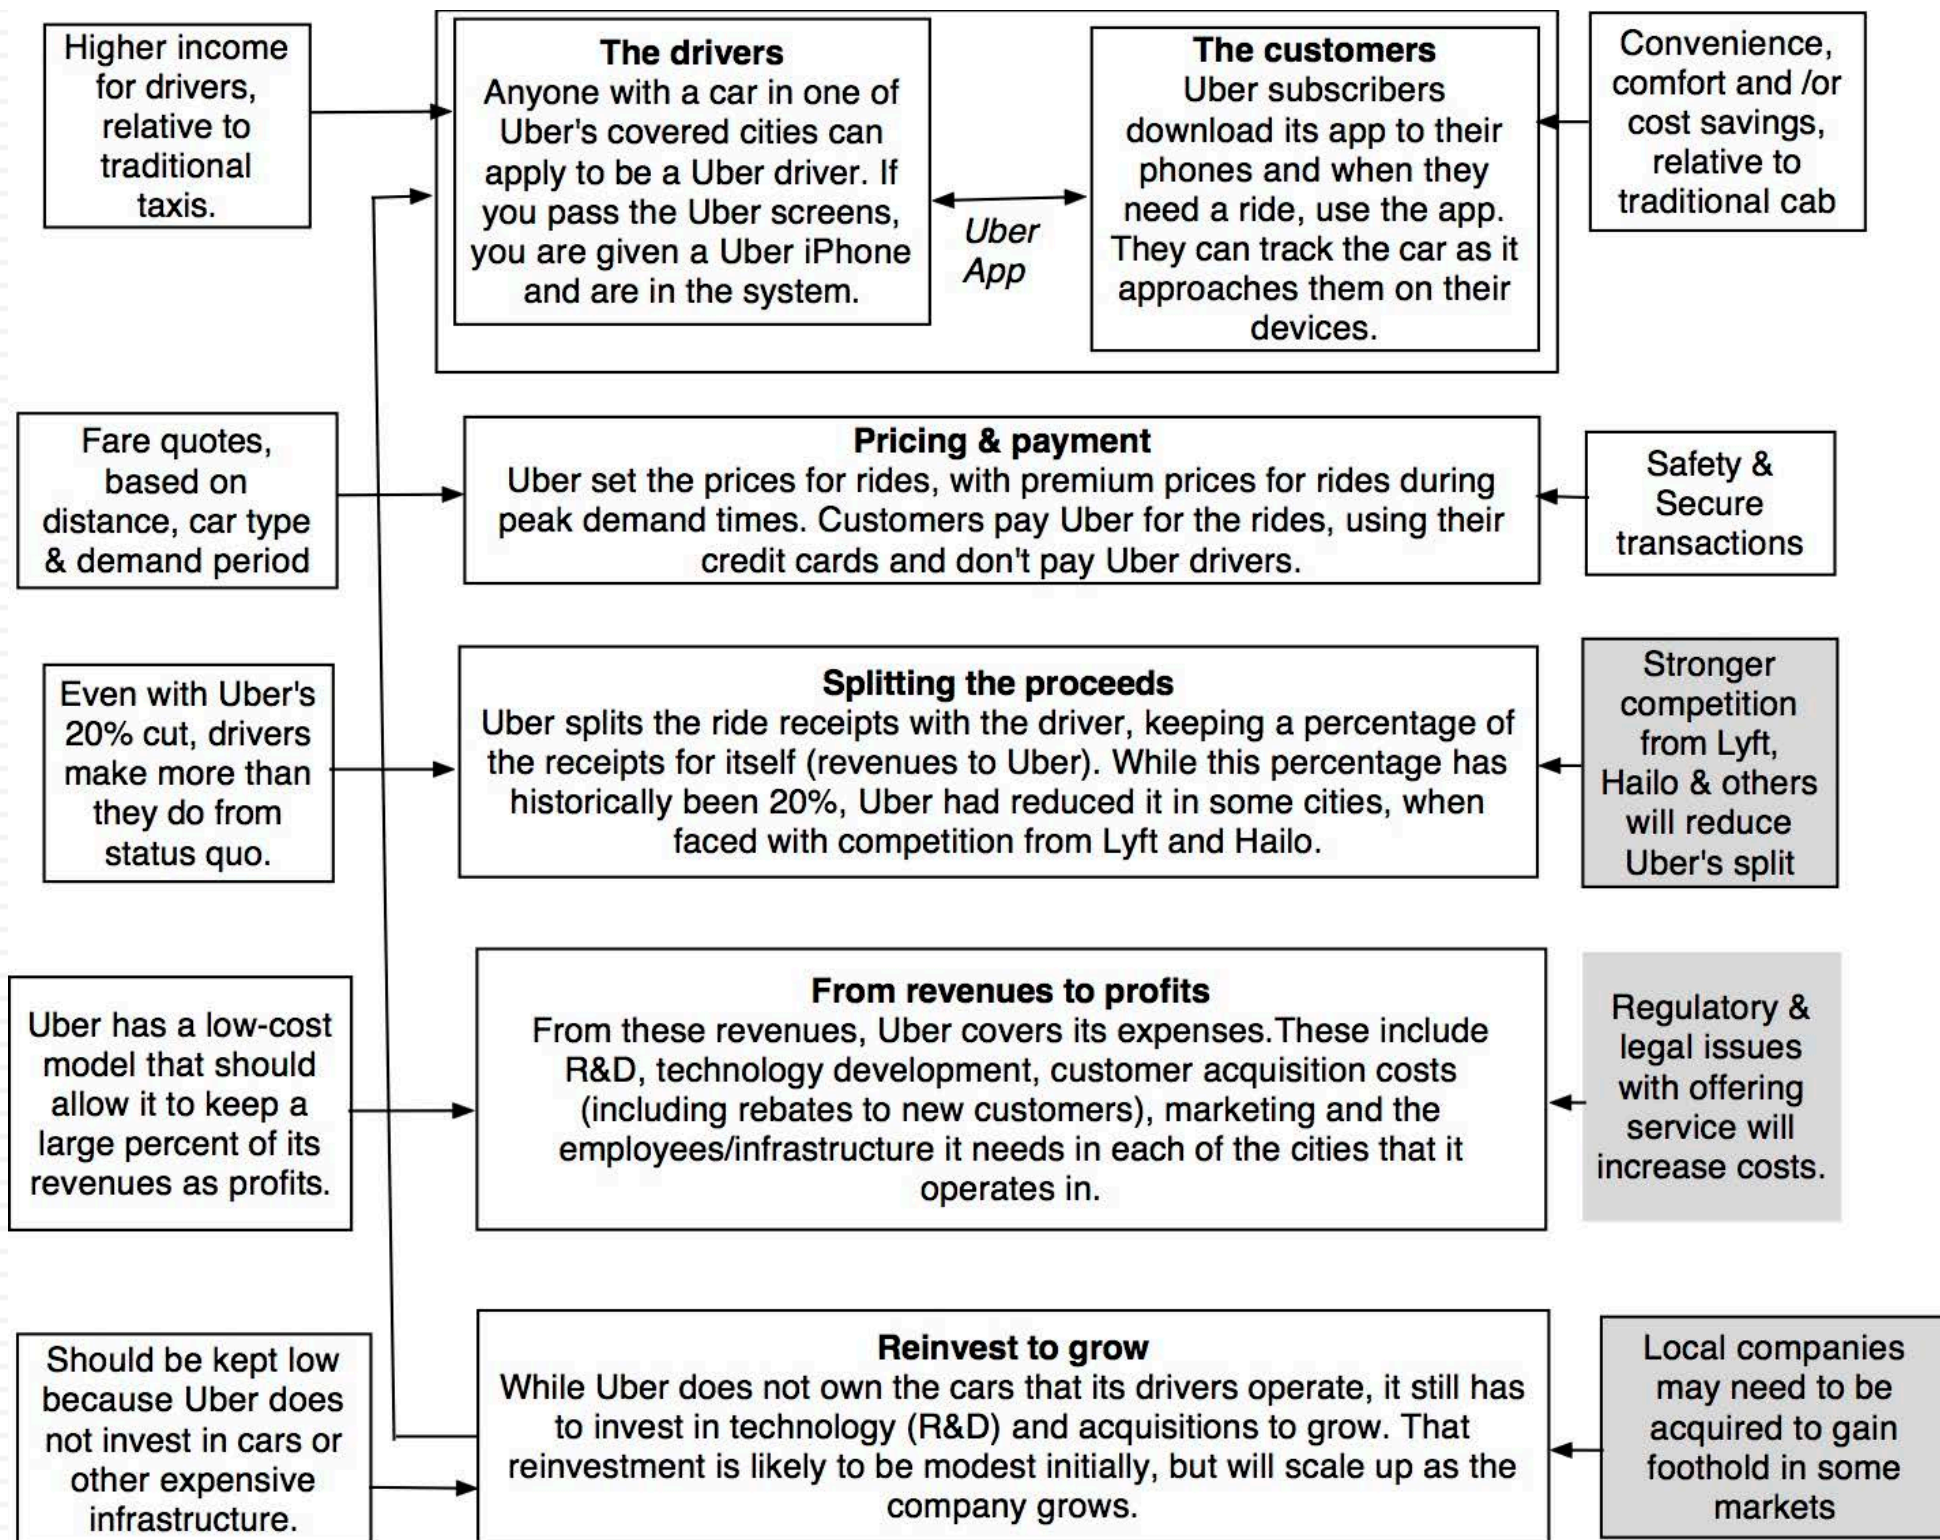 Higher income
for drivers,
relative to
traditional
taxis.
The drivers
Anyone with a car in one of
Uber's covered cities can
apply to be a Uber driver. If
you pass the Uber screens,
you are given a Uber iPhone
and are in the system.
Uber
App
The customers
Uber subscribers
download its app to their
phones and when they
need a ride, use the app.
They can track the car as it
approaches them on their
devices.
Convenience,
comfort and /or
cost savings,
relative to
traditional cab
Fare quotes,
based on
distance, car type
& demand period
Pricing & payment
Uber set the prices for rides, with premium prices for rides during
peak demand times. Customers pay Uber for the rides, using their
credit cards and don't pay Uber drivers.
Safety &
Secure
transactions
Even with Uber's
20% cut, drivers
make more than
they do from
status quo.
Splitting the proceeds
Uber splits the ride receipts with the driver, keeping a percentage of
the receipts for itself (revenues to Uber). While this percentage has
historically been 20%, Uber had reduced it in some cities, when
faced with competition from Lyft and Hailo.
Stronger
competition
from Lyft,
Hailo & others
will reduce
Uber's split
Uber has a low-cost
model that should
allow it to keep a
large percent of its
revenues as profits.
From revenues to profits
From these revenues, Uber covers its expenses.These include
R&D, technology development, customer acquisition costs
(including rebates to new customers), marketing and the
employees/infrastructure it needs in each of the cities that it
operates in.
Regulatory &
legal issues
with offering
service will
increase costs.
Should be kept low
because Uber does
not invest in cars or
other expensive
infrastructure.
Reinvest to grow
While Uber does not own the cars that its drivers operate, it still has
to invest in technology (R&D) and acquisitions to grow. That
reinvestment is likely to be modest initially, but will scale up as the
company grows.
Local companies
may need to be
acquired to gain
foothold in some
markets